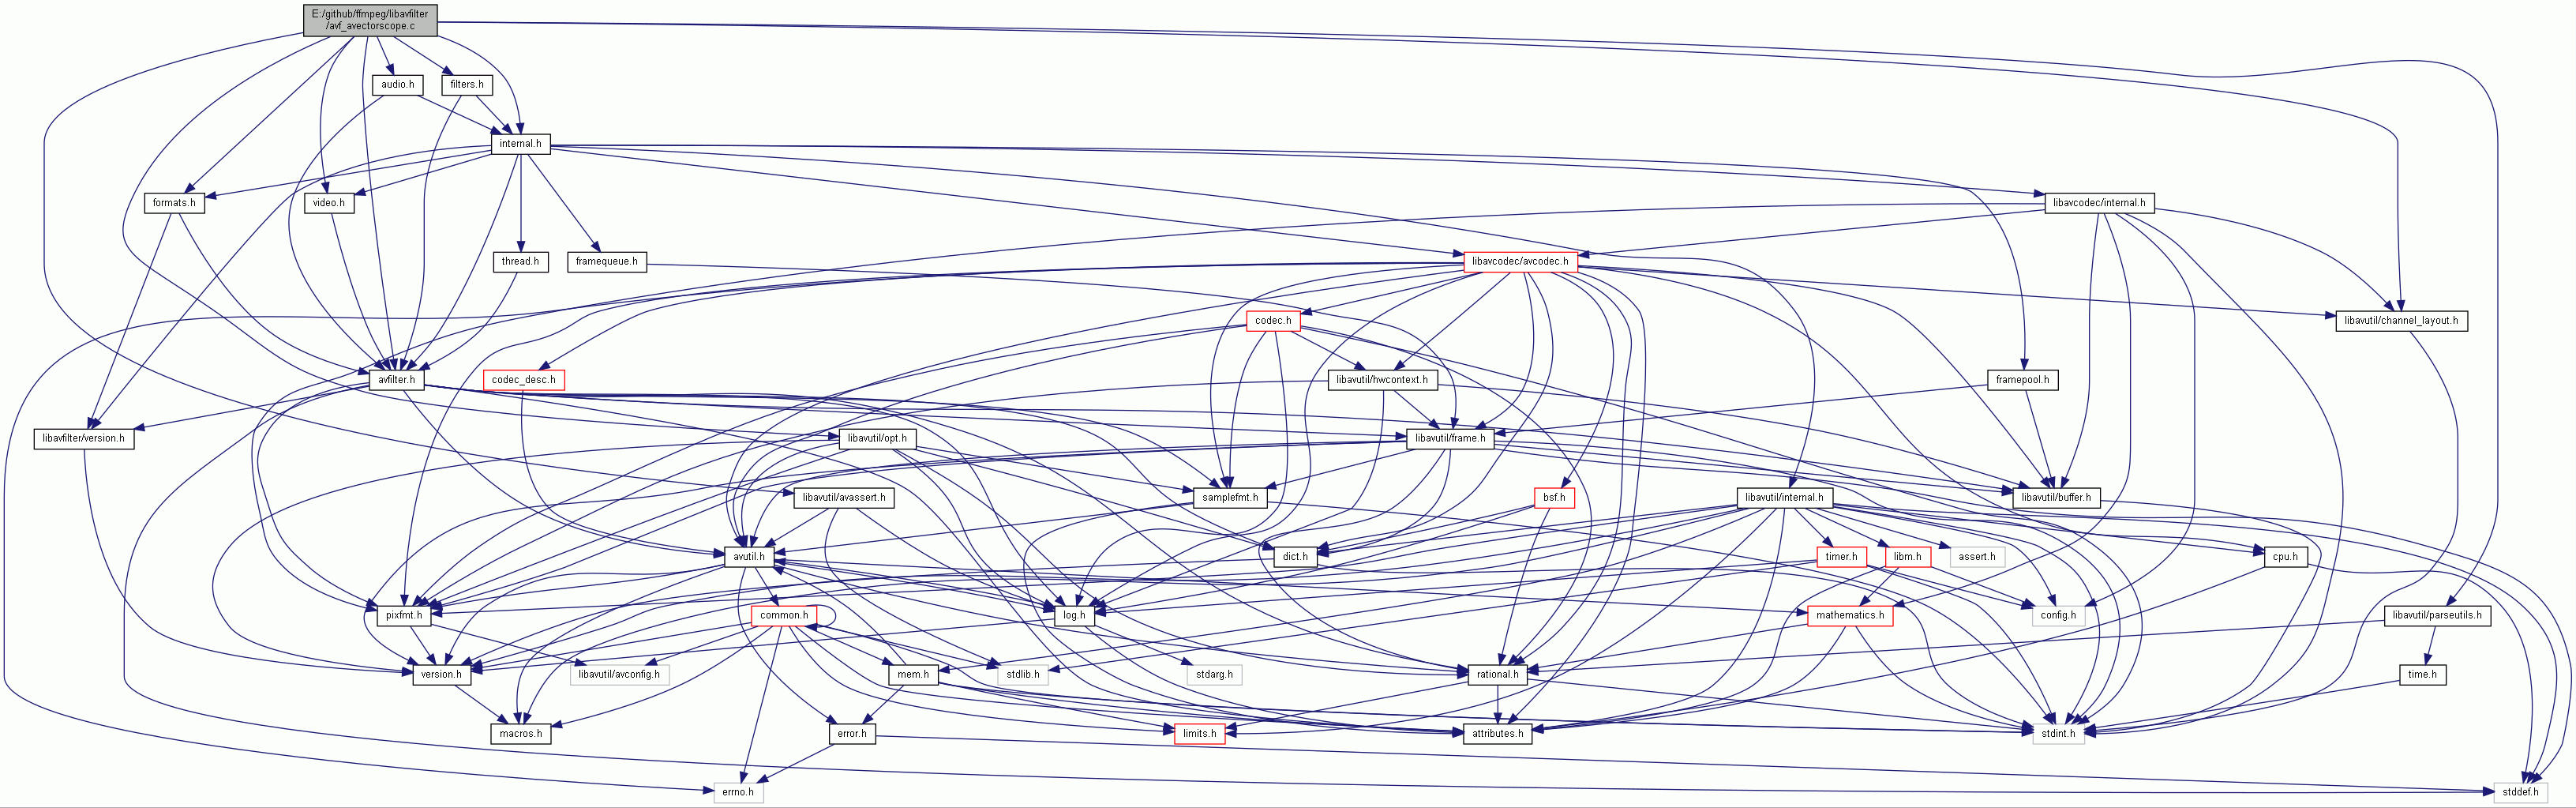 E:/github/ffmpeg/libavfilter
/avf_avectorscope.c
audio.h
filters.h
internal.h
formats.h
video.h
libavcodec/internal.h
thread.h
framequeue.h
libavcodec/avcodec.h
codec.h
libavutil/channel_layout.h
avfilter.h
codec_desc.h
libavutil/hwcontext.h
framepool.h
libavfilter/version.h
libavutil/opt.h
libavutil/frame.h
libavutil/avassert.h
samplefmt.h
bsf.h
libavutil/internal.h
libavutil/buffer.h
avutil.h
dict.h
timer.h
libm.h
assert.h
cpu.h
pixfmt.h
common.h
log.h
mathematics.h
config.h
libavutil/parseutils.h
version.h
libavutil/avconfig.h
mem.h
stdlib.h
stdarg.h
rational.h
time.h
macros.h
error.h
limits.h
attributes.h
stdint.h
errno.h
stddef.h